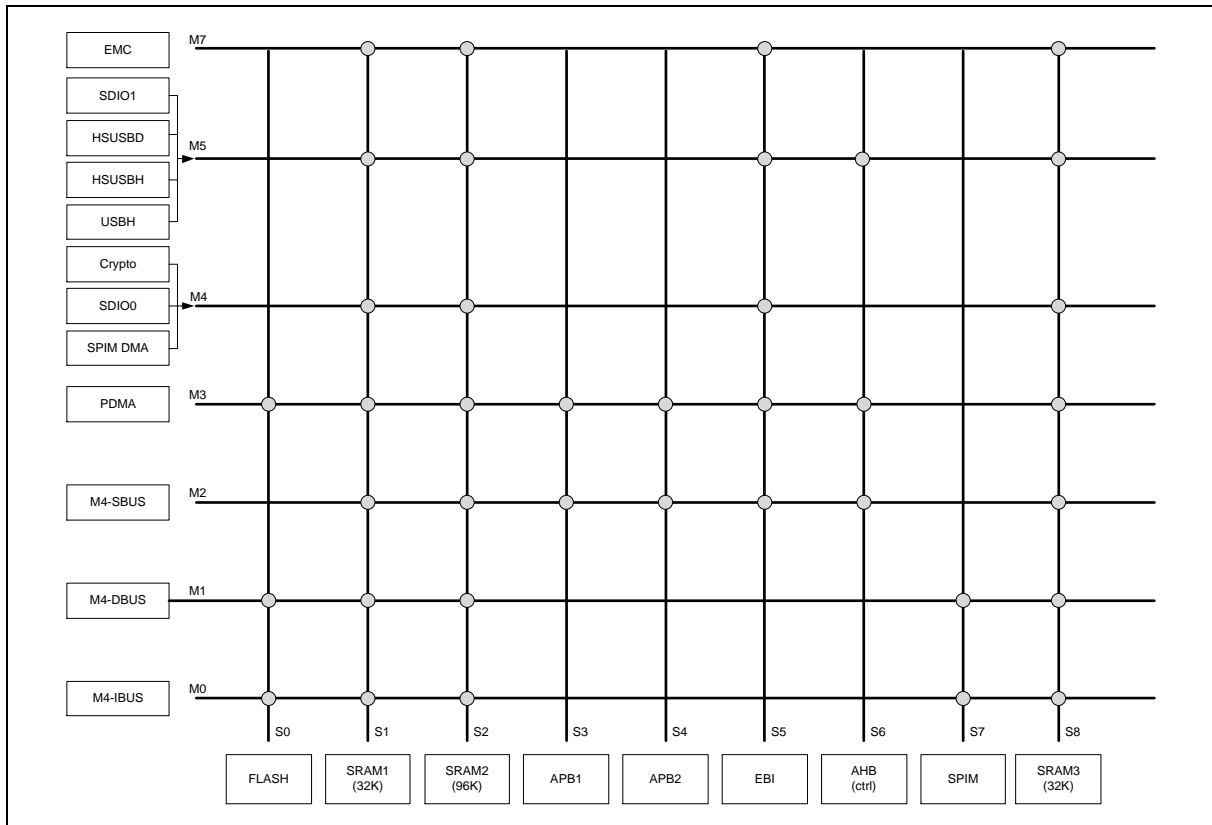 EMC
M7
SDIO1
HSUSBD
M5
HSUSBH
USBH
Crypto
SDIO0
M4
SPIM DMA
PDMA
M3
M4-SBUS
M2
M4-DBUS
M1
M4-IBUS
M0
S0
S1
S2
S3
S4
S5
S6
S7
S8
FLASH
SRAM1
(32K)
SRAM2
(96K)
APB1
APB2
EBI
AHB
(ctrl)
SPIM
SRAM3
(32K)